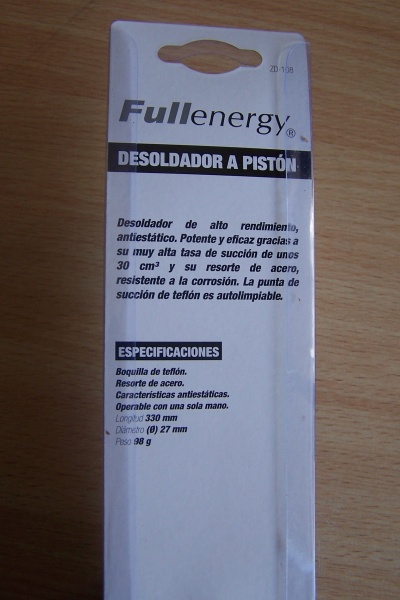 ZD-108
Fullenergy®
DESOLDADOR A PISTÓN
Desoldador de alto rendimiento,
antiestático. Potente y eficaz gracias a
su muy alta tasa de succión de unos
30 cm³ y su resorte de acero,
resistente a la corrosión. La punta de
succión de teflón es autolimpiable.
ESPECIFICACIONES
Boquilla de teflón.
Resorte de acero.
Características antiestáticas.
Operable con una sola mano.
Longitud 330 mm
Diámetro (Ø) 27 mm
Peso 98 g